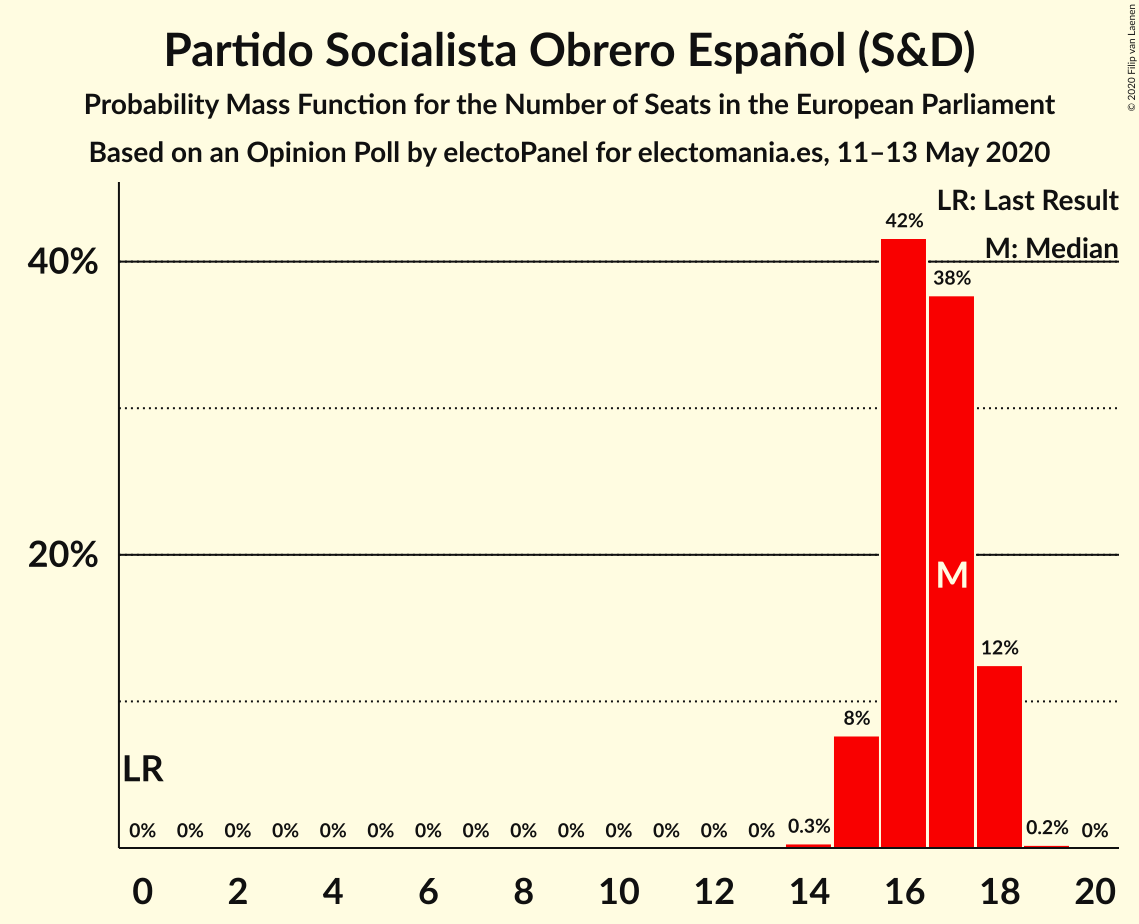 Partido Socialista Obrero Español (S&D)
Probability Mass Function for the Number of Seats in the European Parliament
Based on an Opinion Poll by electoPanel for electomania.es, 11–13 May 2020
© 2020 Filip van Laenen
LR: Last Result
M: Median
42%
40%
38%
20%
M
12%
8%
LR
0% 0% 0% 0% 0% 0% 0% 0% 0% 0% 0% 0% 0% 0% 0.3% 0.2% 0%
0 2 4 6 8 10 12 14 16 18 20